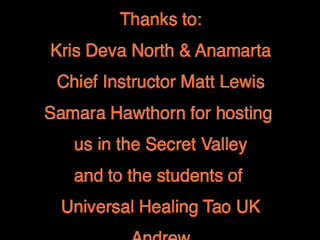 Thanks to:
Kris Deva North & Anamarta
Chief Instructor Matt Lewis
Samara Hawthorn for hosting
us in the Secret Valley
and to the students of
Universal Healing Tao UK
Andrew